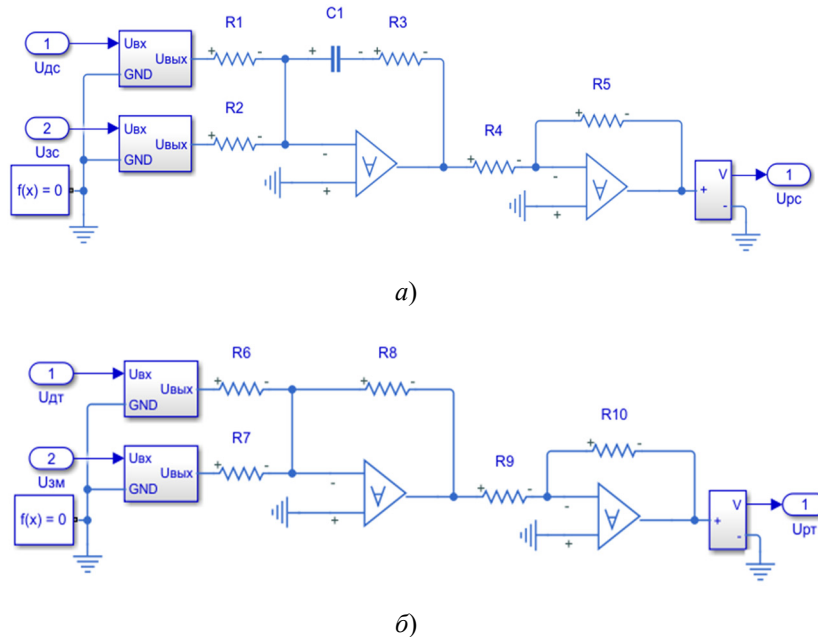 C1
R1
R3
1
Uвх
Uвых
R5
Uдс
GND
R2
R4
2
Uвх
Uвых
Uзс
GND
V
1
f(x) = 0
Uрс
а)
R6
R8
1
Uвх
Uвых
R10
Uдт
GND
R7
R9
2
Uвх
Uвых
Uзм
GND
V
1
f(x) = 0
Uрт
б)